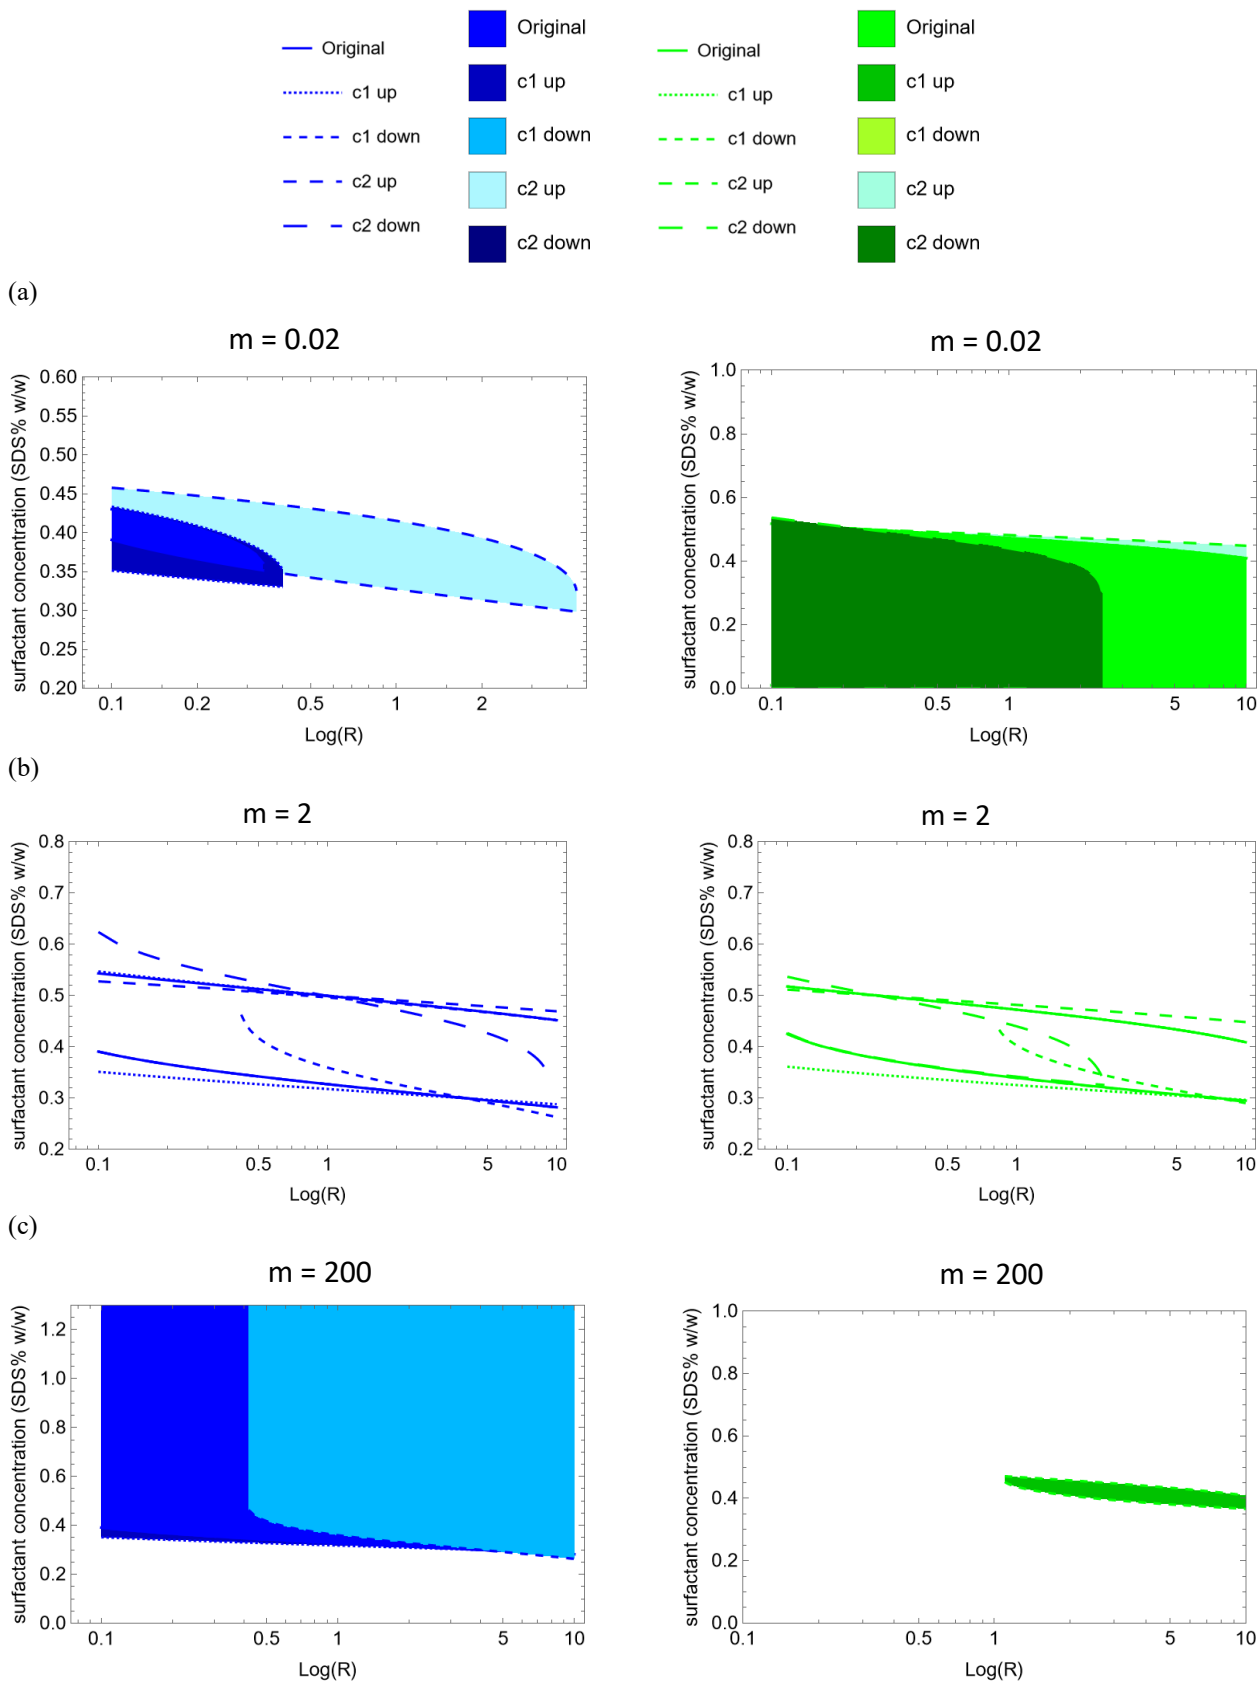 Original
c1 up
c1 down
c2 up
c2 down
Original
c1 up
c1 down
c2 up
c2 down
Original
c1 up
c1 down
c2 up
c2 down
Original
c1 up
c1 down
c2 up
c2 down
(a)
m = 0.02
surfactant concentration (SDS% w/w)
0.60
0.55
0.50
0.45
0.40
0.35
0.30
0.25
0.20
0.1 0.2 0.5 1 2
Log(R)
m = 0.02
surfactant concentration (SDS% w/w)
1.0
0.8
0.6
0.4
0.2
0.0
0.1 0.5 1 5 10
Log(R)
(b)
m = 2
surfactant concentration (SDS% w/w)
0.8
0.7
0.6
0.5
0.4
0.3
0.2
0.1 0.5 1 5 10
Log(R)
m = 2
surfactant concentration (SDS% w/w)
0.8
0.7
0.6
0.5
0.4
0.3
0.2
0.1 0.5 1 5 10
Log(R)
(c)
m = 200
surfactant concentration (SDS% w/w)
1.2
1.0
0.8
0.6
0.4
0.2
0.0
0.1 0.5 1 5 10
Log(R)
m = 200
surfactant concentration (SDS% w/w)
1.0
0.8
0.6
0.4
0.2
0.0
0.1 0.5 1 5 10
Log(R)